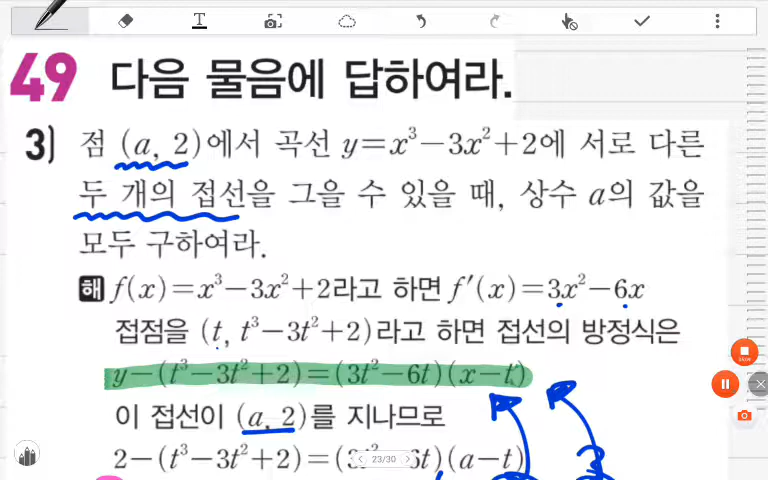 49 다음 물음에 답하여라.
3) 점 (a, 2)에서 곡선 y=x³−3x²+2에 서로 다른
두 개의 접선을 그을 수 있을 때, 상수 a의 값을
모두 구하여라.
해 f(x)=x³−3x²+2라고 하면 f′(x)=3x²−6x
접점을 (t, t³−3t²+2)라고 하면 접선의 방정식은
y−(t³−3t²+2)=(3t²−6t)(x−t)
이 접선이 (a, 2)를 지나므로
2−(t³−3t²+2)=(3t²−6t)(a−t)
23/30